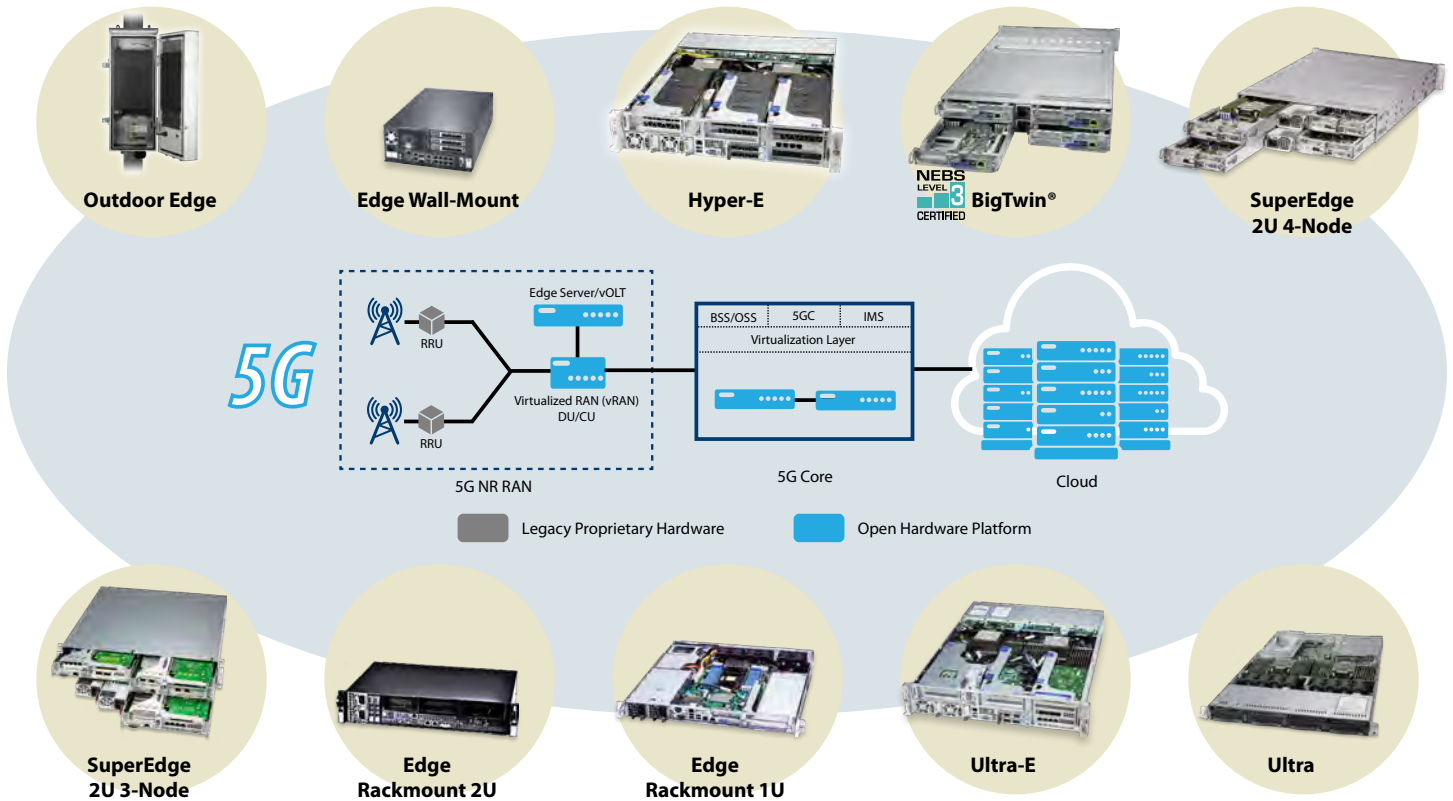 Outdoor Edge
Edge Wall-Mount
Hyper-E
NEBS
LEVEL 3
CERTIFIED
BigTwin®
SuperEdge
2U 4-Node
5G
RRU
RRU
Edge Server/vOLT
Virtualized RAN (vRAN)
DU/CU
5G NR RAN
BSS/OSS
5GC
IMS
Virtualization Layer
5G Core
Cloud
Legacy Proprietary Hardware
Open Hardware Platform
SuperEdge
2U 3-Node
Edge
Rackmount 2U
Edge
Rackmount 1U
Ultra-E
Ultra